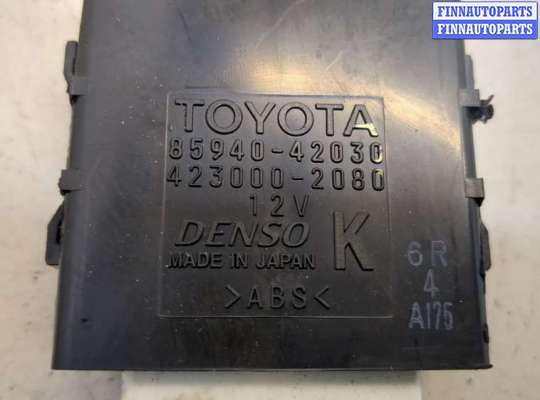 FINNAUTOPARTS
FINNAUTOPARTS
TOYOTA
85940-42030
423000-2080
12V
DENSO
MADE IN JAPAN
K
>ABS<
6R
4
A175